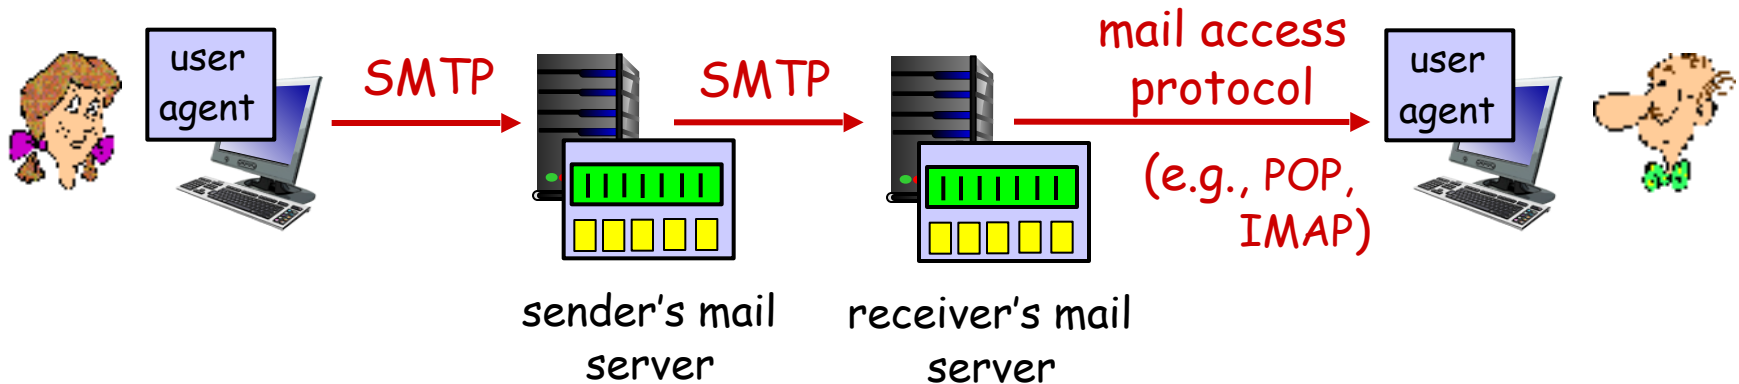 user
agent
SMTP
SMTP
mail access
protocol
(e.g., POP,
IMAP)
user
agent
sender's mail
server
receiver's mail
server